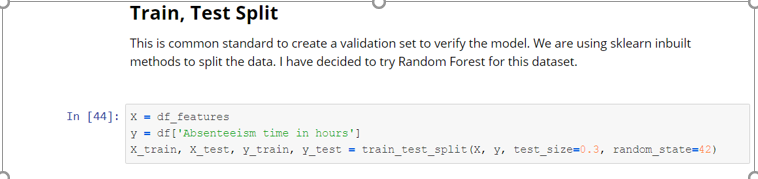 Train, Test Split
This is common standard to create a validation set to verify the model. We are using sklearn inbuilt
methods to split the data. I have decided to try Random Forest for this dataset.
In [44]: X = df_features
y = df['Absenteeism time in hours']
X_train, X_test, y_train, y_test = train_test_split(X, y, test_size=0.3, random_state=42)